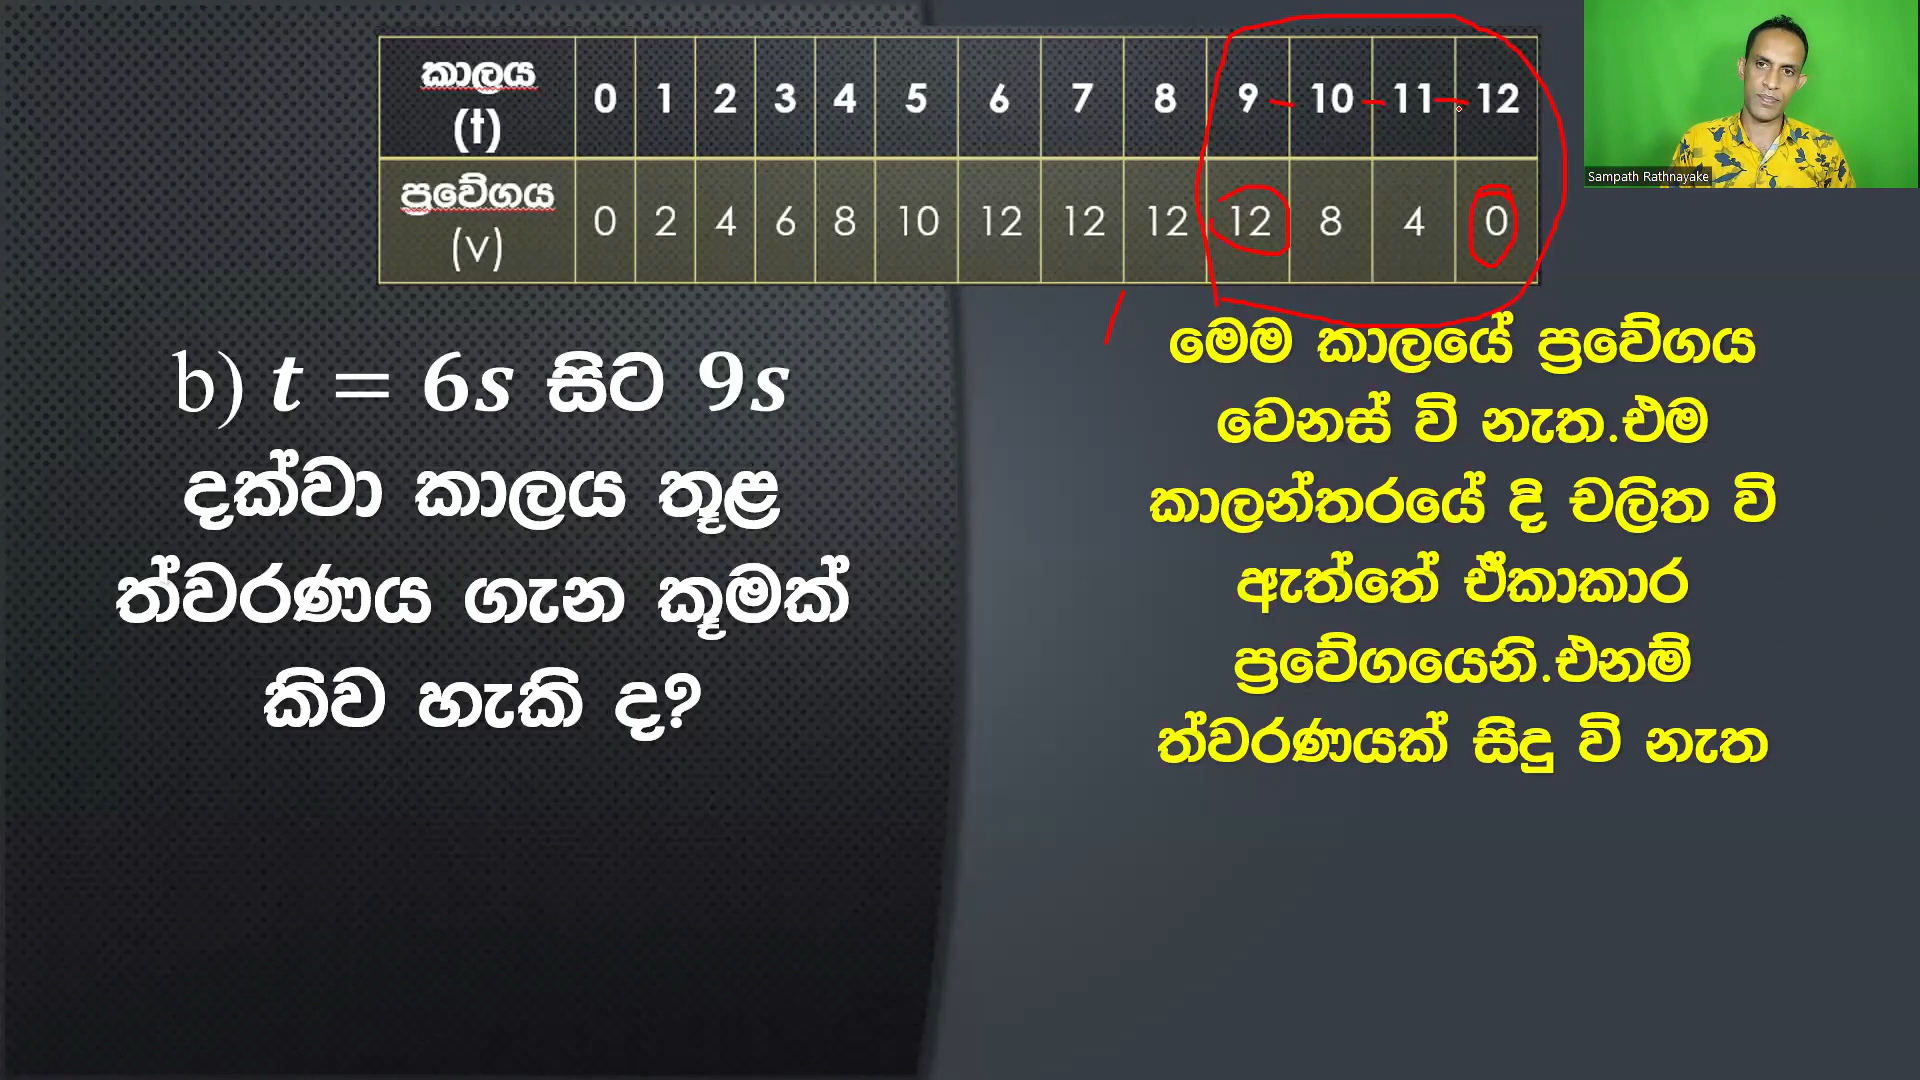 කාලය (t) 0 1 2 3 4 5 6 7 8 9 10 11 12
ප්‍රවේගය (v) 0 2 4 6 8 10 12 12 12 12 8 4 0
Sampath Rathnayake
b) t = 6s සිට 9s
දක්වා කාලය තූළ
ත්වරණය ගැන කූමක්
කිව හැකි ද?
මෙම කාලයේ ප්‍රවේගය
වෙනස් වි නැත.එම
කාලන්තරයේ දි චලිත වි
ඇත්තේ ඒකාකාර
ප්‍රවේගයෙනි.එනම්
ත්වරණයක් සිදු වි නැත